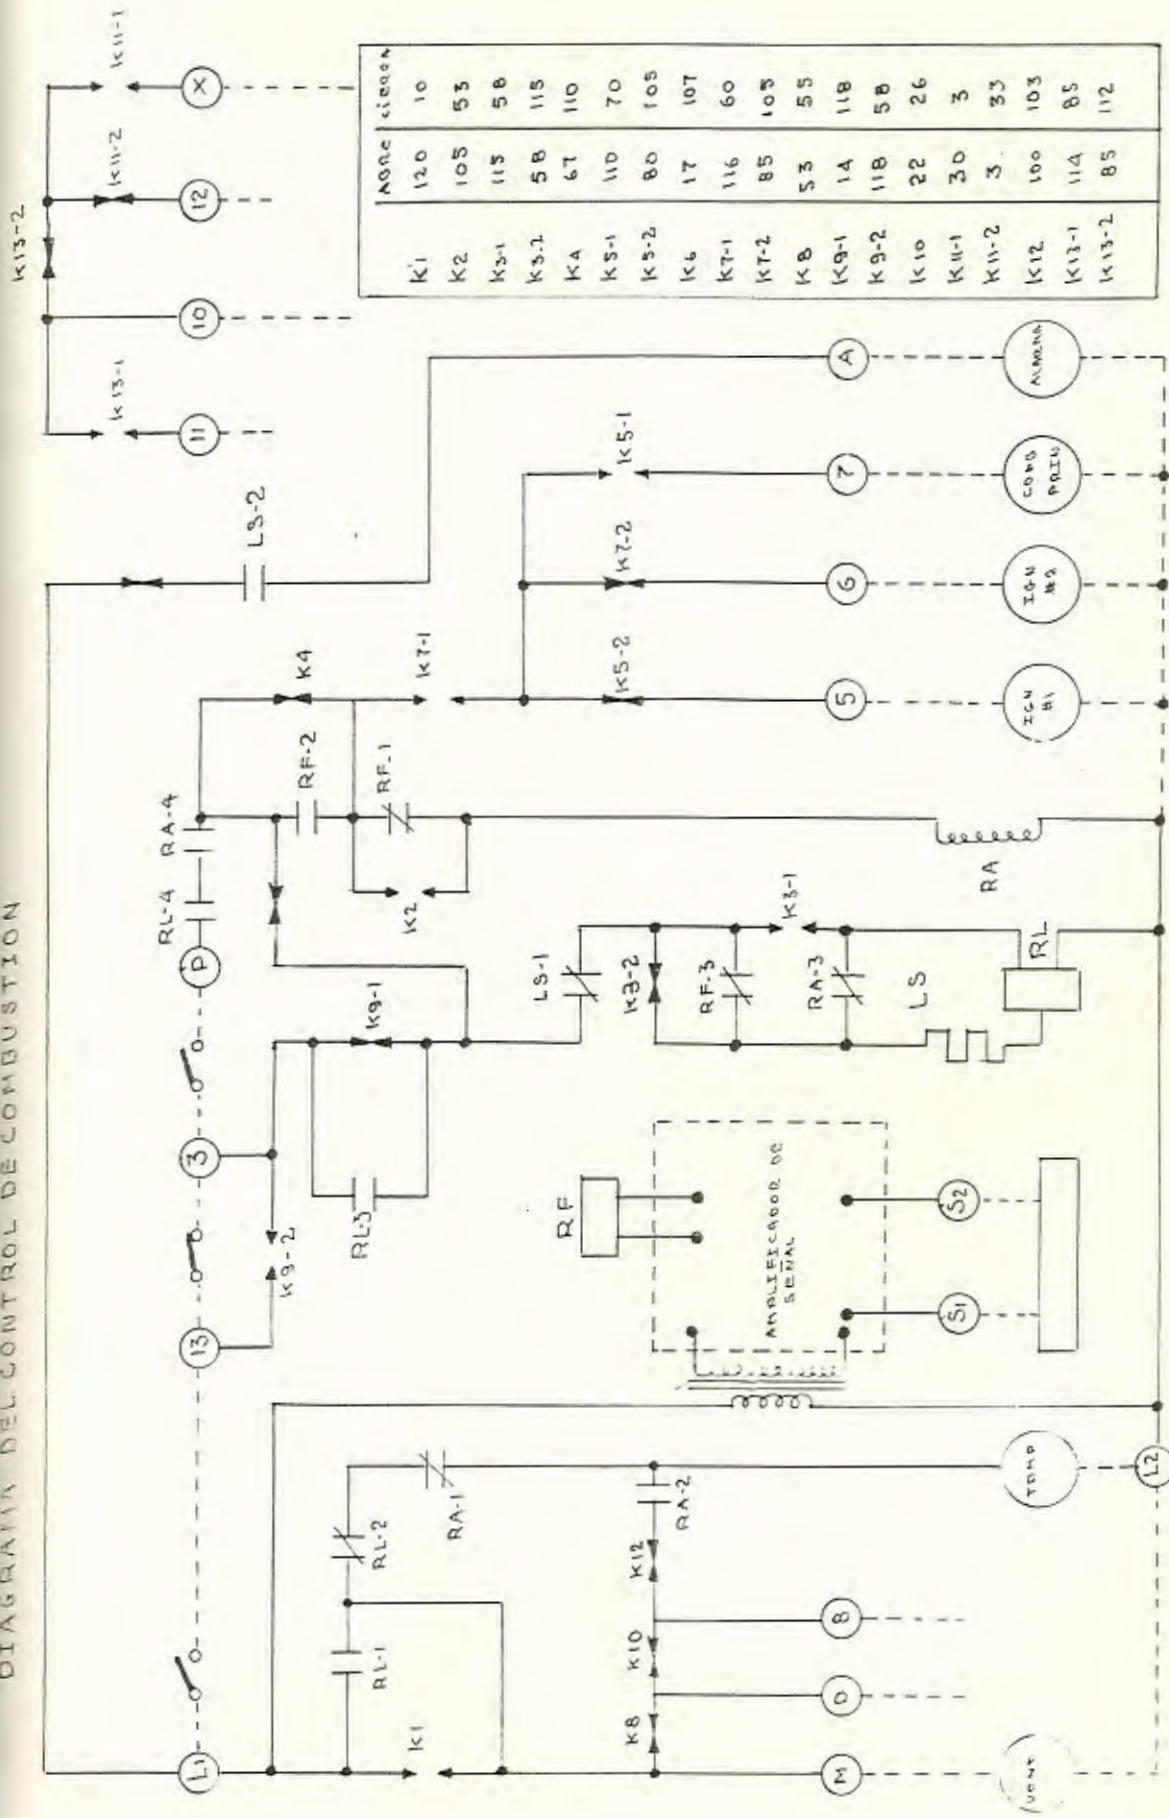 DIAGRAMA DEL CONTROL DE COMBUSTION
L1
13
3
P
RL-4
RA-4
K13-1
11
10
K13-2
K11-2
12
K11-1
X
K9-2
RL-3
K9-1
RF-2
K4
LS-2
RL-1
RL-2
RA-1
K1
K2
RF-1
K7-1
LS-1
K3-2
RF-3
K3-1
RA-3
LS
RL
RA
K5-2
K7-2
K5-1
RF
AMPLIFICADOR DE
SEÑAL
S1
S2
K8
K10
K12
RA-2
M
O
8
5
6
7
A
VENT
TEMP
L2
IGN
#1
IGN
#2
COMB
PRIN
ALARMA
ABRE CIERRA
K1 120 10
K2 105 53
K3-1 115 58
K3-2 58 115
K4 67 110
K5-1 110 70
K5-2 80 105
K6 17 107
K7-1 116 60
K7-2 85 105
K8 53 55
K9-1 14 118
K9-2 118 58
K10 22 26
K11-1 30 3
K11-2 3 33
K12 100 103
K13-1 114 85
K13-2 85 112